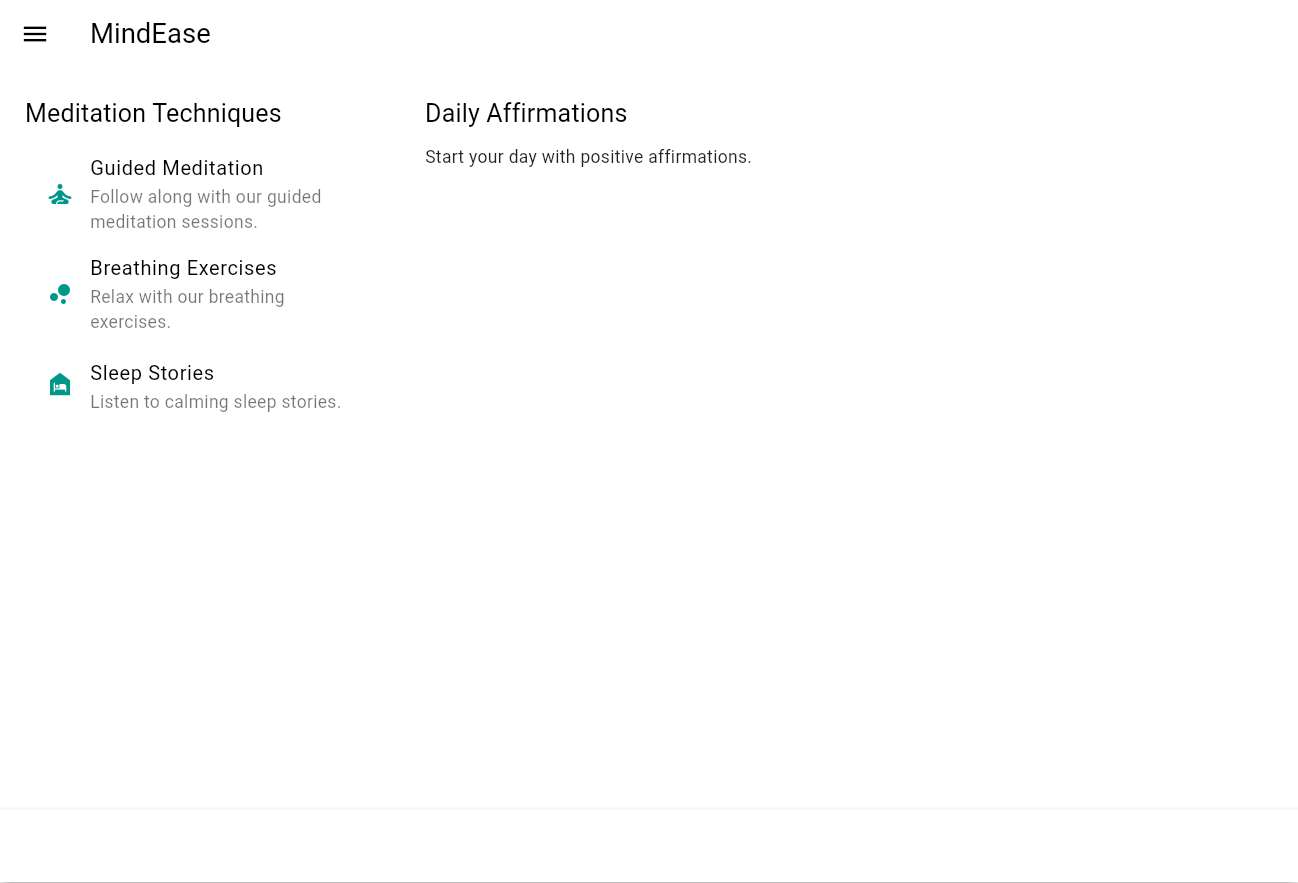 MindEase
Meditation Techniques
Guided Meditation
Follow along with our guided
meditation sessions.
Breathing Exercises
Relax with our breathing
exercises.
Sleep Stories
Listen to calming sleep stories.
Daily Affirmations
Start your day with positive affirmations.